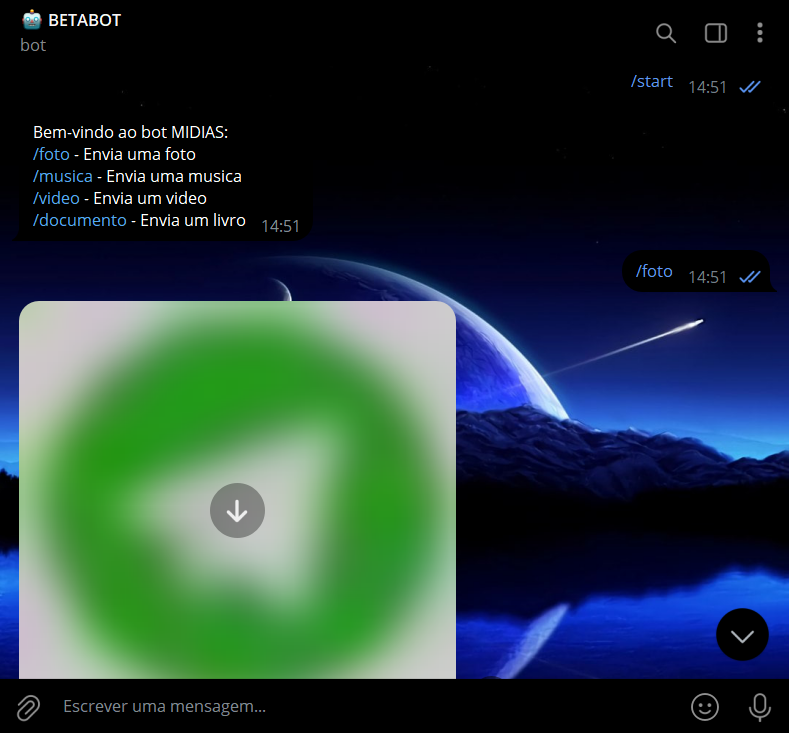 BETABOT
bot
/start 14:51
Bem-vindo ao bot MIDIAS:
/foto - Envia uma foto
/musica - Envia uma musica
/video - Envia um video
/documento - Envia um livro 14:51
/foto 14:51
Escrever uma mensagem...